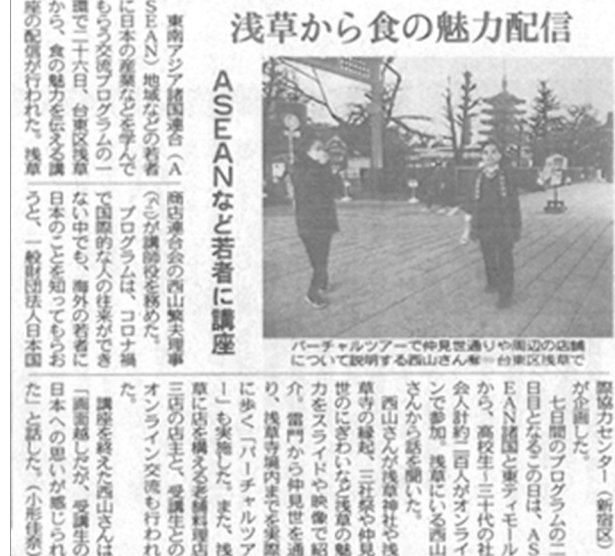 浅草から食の魅力配信
ASEANなど若者に講座
バーチャルツアーで仲見世通りや周辺の店舗
について説明する西山さん㊨=台東区浅草で
東南アジア諸国連合(A
SEAN)地域などの若者
に日本の産業などを学んで
もらう交流プログラムの一
環で二十六日、台東区浅草
から、食の魅力を伝える講
座の配信が行われた。浅草
商店連合会の西山繁夫理事
が講師役を務めた。
プログラムは、コロナ禍
で国際的な人の往来ができ
ない中でも、海外の若者に
日本のことを知ってもらお
うと、一般財団法人日本国
際協力センター(新宿区)
が企画した。
七日間のプログラムの二
日目となるこの日は、AS
EAN諸国と東ティモール
から、高校生〜三十代の社
会人計約二百人がオンライ
ンで参加。浅草にいる西山
さんから話を聞いた。
西山さんが浅草神社や浅
草寺の縁起、三社祭や仲見
世のにぎわいなど浅草の魅
力をスライドや映像で紹
介。雷門から仲見世を通
り、浅草寺境内までを実際
に歩く「バーチャルツア
ー」も実施した。また、浅
草に店を構える老舗料理店
三店の店主と、受講生との
オンライン交流も行われ
た。
講座を終えた西山さんは
「画面越しだが、受講生の
日本への思いが感じられ
た」と話した。(小形佳奈)